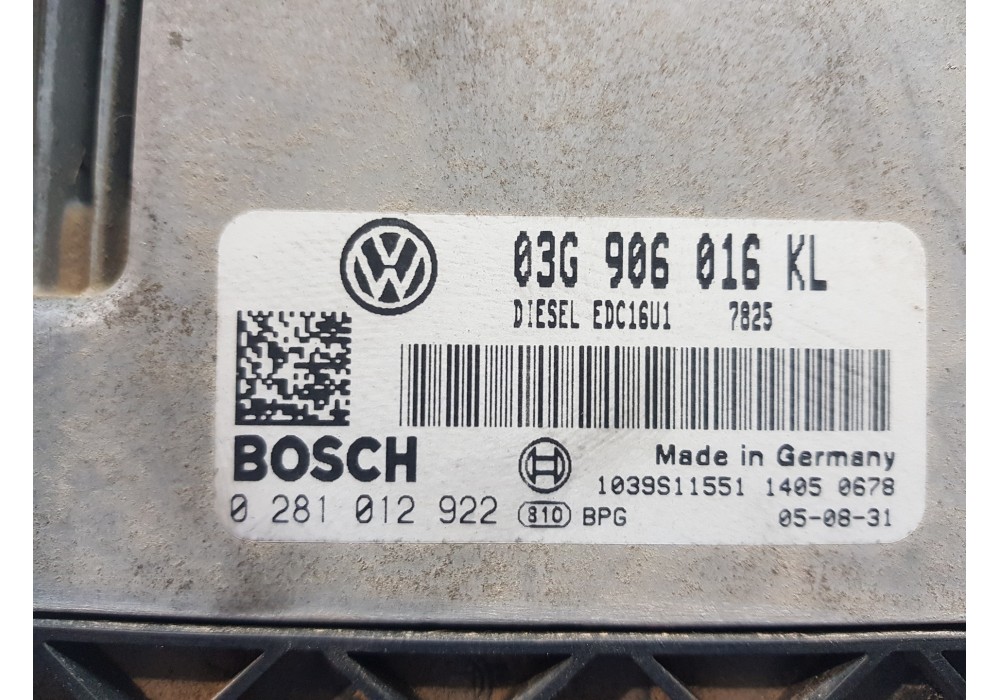 03G 906 016 KL
DIESEL EDC16U1 7825
BOSCH
Made in Germany
1039S11551 1405 0678
0 281 012 922 810 BPG 05-08-31